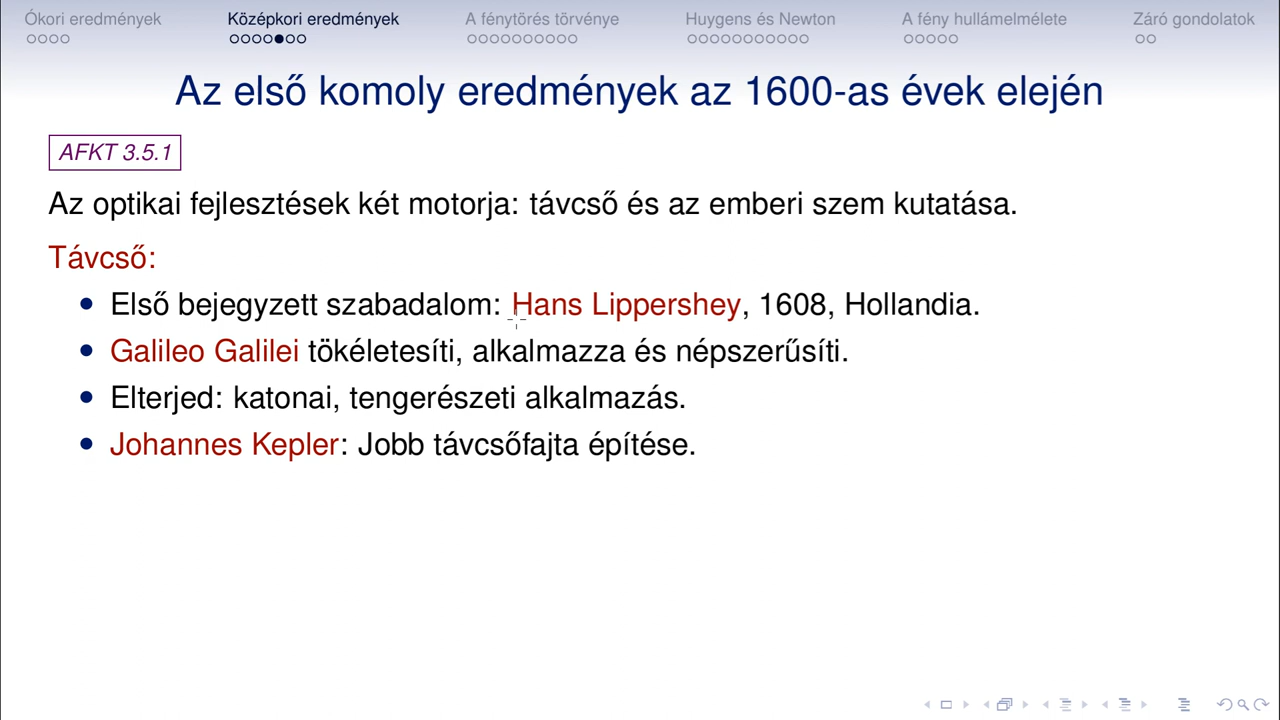 Ókori eredmények Középkori eredmények A fénytörés törvénye Huygens és Newton A fény hullámelmélete Záró gondolatok
Az első komoly eredmények az 1600-as évek elején
AFKT 3.5.1
Az optikai fejlesztések két motorja: távcső és az emberi szem kutatása.
Távcső:
Első bejegyzett szabadalom: Hans Lippershey, 1608, Hollandia.
Galileo Galilei tökéletesíti, alkalmazza és népszerűsíti.
Elterjed: katonai, tengerészeti alkalmazás.
Johannes Kepler: Jobb távcsőfajta építése.